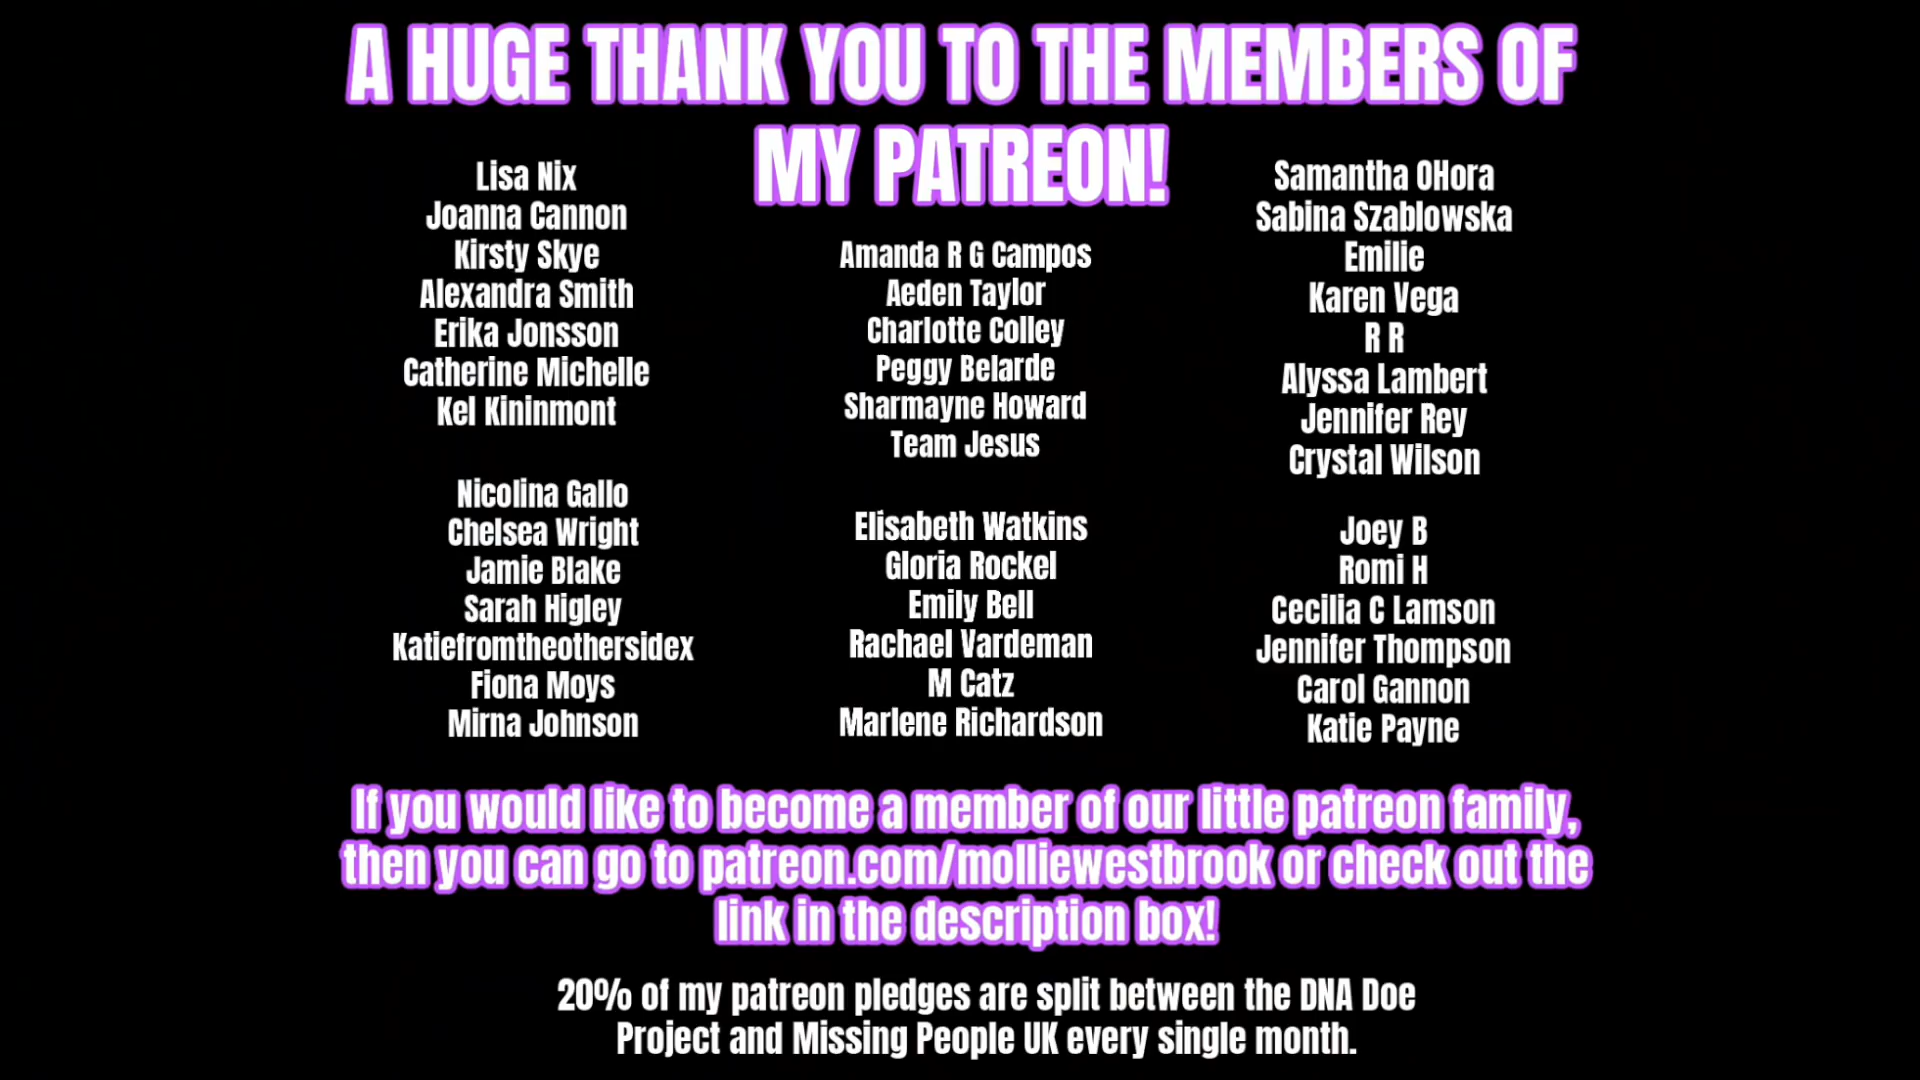 A HUGE THANK YOU TO THE MEMBERS OF
MY PATREON!
Lisa Nix
Joanna Cannon
Kirsty Skye
Alexandra Smith
Erika Jonsson
Catherine Michelle
Kel Kininmont
Amanda R G Campos
Aeden Taylor
Charlotte Colley
Peggy Belarde
Sharmayne Howard
Team Jesus
Samantha OHora
Sabina Szablowska
Emilie
Karen Vega
R R
Alyssa Lambert
Jennifer Rey
Crystal Wilson
Nicolina Gallo
Chelsea Wright
Jamie Blake
Sarah Higley
Katiefromtheothersidex
Fiona Moys
Mirna Johnson
Elisabeth Watkins
Gloria Rockel
Emily Bell
Rachael Vardeman
M Catz
Marlene Richardson
Joey B
Romi H
Cecilia C Lamson
Jennifer Thompson
Carol Gannon
Katie Payne
If you would like to become a member of our little patreon family,
then you can go to patreon.com/molliewestbrook or check out the
link in the description box!
20% of my patreon pledges are split between the DNA Doe
Project and Missing People UK every single month.